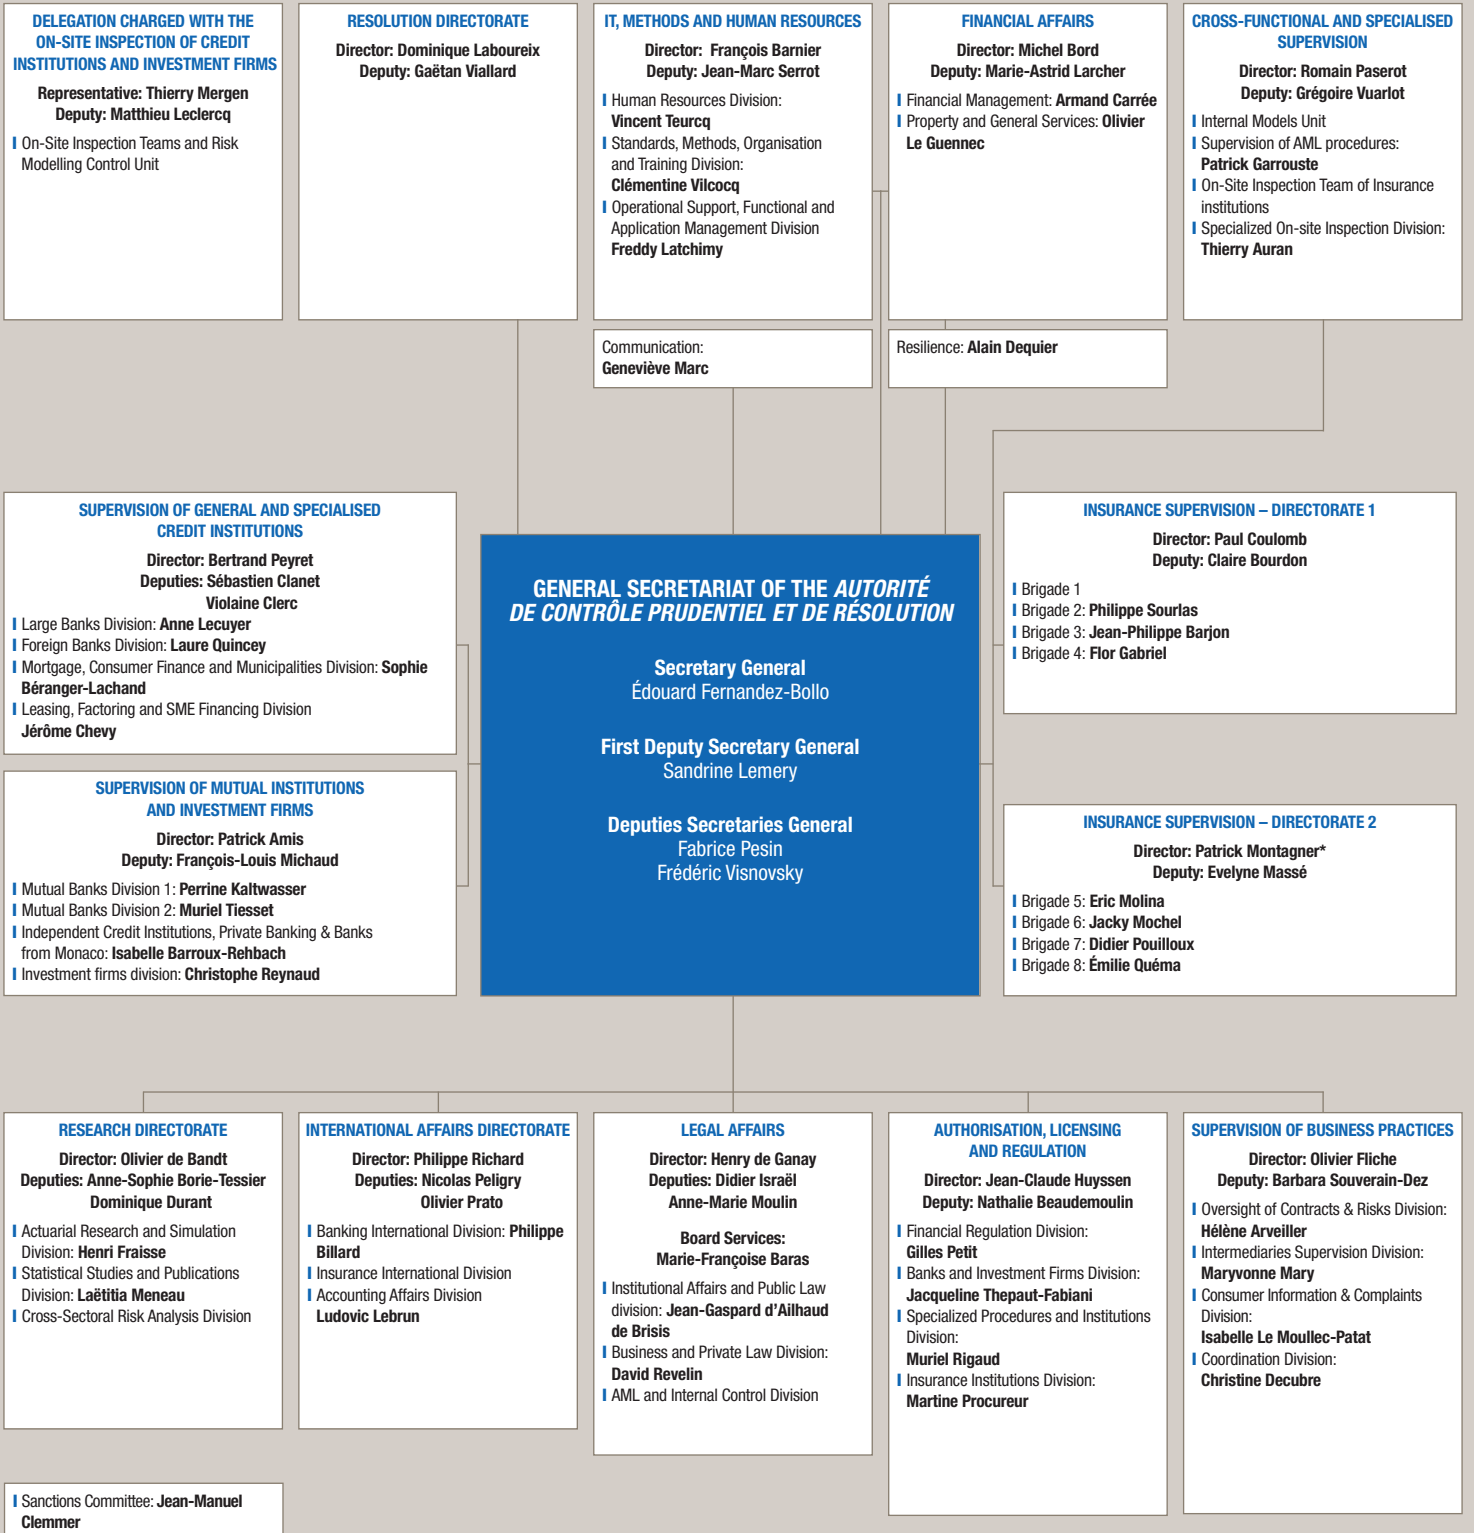 DELEGATION CHARGED WITH THE
ON-SITE INSPECTION OF CREDIT
INSTITUTIONS AND INVESTMENT FIRMS
Representative: Thierry Mergen
Deputy: Matthieu Leclercq
On-Site Inspection Teams and Risk
Modelling Control Unit
RESOLUTION DIRECTORATE
Director: Dominique Laboureix
Deputy: Gaëtan Viallard
IT, METHODS AND HUMAN RESOURCES
Director: François Barnier
Deputy: Jean-Marc Serrot
Human Resources Division:
Vincent Teurcq
Standards, Methods, Organisation
and Training Division:
Clémentine Vilcocq
Operational Support, Functional and
Application Management Division
Freddy Latchimy
FINANCIAL AFFAIRS
Director: Michel Bord
Deputy: Marie-Astrid Larcher
Financial Management: Armand Carrée
Property and General Services: Olivier
Le Guennec
CROSS-FUNCTIONAL AND SPECIALISED
SUPERVISION
Director: Romain Paserot
Deputy: Grégoire Vuarlot
Internal Models Unit
Supervision of AML procedures:
Patrick Garrouste
On-Site Inspection Team of Insurance
institutions
Specialized On-site Inspection Division:
Thierry Auran
Communication:
Geneviève Marc
Resilience: Alain Dequier
SUPERVISION OF GENERAL AND SPECIALISED
CREDIT INSTITUTIONS
Director: Bertrand Peyret
Deputies: Sébastien Clanet
Violaine Clerc
Large Banks Division: Anne Lecuyer
Foreign Banks Division: Laure Quincey
Mortgage, Consumer Finance and Municipalities Division: Sophie
Béranger-Lachand
Leasing, Factoring and SME Financing Division
Jérôme Chevy
SUPERVISION OF MUTUAL INSTITUTIONS
AND INVESTMENT FIRMS
Director: Patrick Amis
Deputy: François-Louis Michaud
Mutual Banks Division 1: Perrine Kaltwasser
Mutual Banks Division 2: Muriel Tiesset
Independent Credit Institutions, Private Banking & Banks
from Monaco: Isabelle Barroux-Rehbach
Investment firms division: Christophe Reynaud
GENERAL SECRETARIAT OF THE AUTORITÉ
DE CONTRÔLE PRUDENTIEL ET DE RÉSOLUTION
Secretary General
Édouard Fernandez-Bollo
First Deputy Secretary General
Sandrine Lemery
Deputies Secretaries General
Fabrice Pesin
Frédéric Visnovsky
INSURANCE SUPERVISION – DIRECTORATE 1
Director: Paul Coulomb
Deputy: Claire Bourdon
Brigade 1
Brigade 2: Philippe Sourlas
Brigade 3: Jean-Philippe Barjon
Brigade 4: Flor Gabriel
INSURANCE SUPERVISION – DIRECTORATE 2
Director: Patrick Montagner*
Deputy: Evelyne Massé
Brigade 5: Eric Molina
Brigade 6: Jacky Mochel
Brigade 7: Didier Pouilloux
Brigade 8: Émilie Quéma
RESEARCH DIRECTORATE
Director: Olivier de Bandt
Deputies: Anne-Sophie Borie-Tessier
Dominique Durant
Actuarial Research and Simulation
Division: Henri Fraisse
Statistical Studies and Publications
Division: Laëtitia Meneau
Cross-Sectoral Risk Analysis Division
INTERNATIONAL AFFAIRS DIRECTORATE
Director: Philippe Richard
Deputies: Nicolas Peligry
Olivier Prato
Banking International Division: Philippe
Billard
Insurance International Division
Accounting Affairs Division
Ludovic Lebrun
LEGAL AFFAIRS
Director: Henry de Ganay
Deputies: Didier Israël
Anne-Marie Moulin
Board Services:
Marie-Françoise Baras
Institutional Affairs and Public Law
division: Jean-Gaspard d'Ailhaud
de Brisis
Business and Private Law Division:
David Revelin
AML and Internal Control Division
AUTHORISATION, LICENSING
AND REGULATION
Director: Jean-Claude Huyssen
Deputy: Nathalie Beaudemoulin
Financial Regulation Division:
Gilles Petit
Banks and Investment Firms Division:
Jacqueline Thepaut-Fabiani
Specialized Procedures and Institutions
Division:
Muriel Rigaud
Insurance Institutions Division:
Martine Procureur
SUPERVISION OF BUSINESS PRACTICES
Director: Olivier Fliche
Deputy: Barbara Souverain-Dez
Oversight of Contracts & Risks Division:
Hélène Arveiller
Intermediaries Supervision Division:
Maryvonne Mary
Consumer Information & Complaints
Division:
Isabelle Le Moullec-Patat
Coordination Division:
Christine Decubre
Sanctions Committee: Jean-Manuel
Clemmer